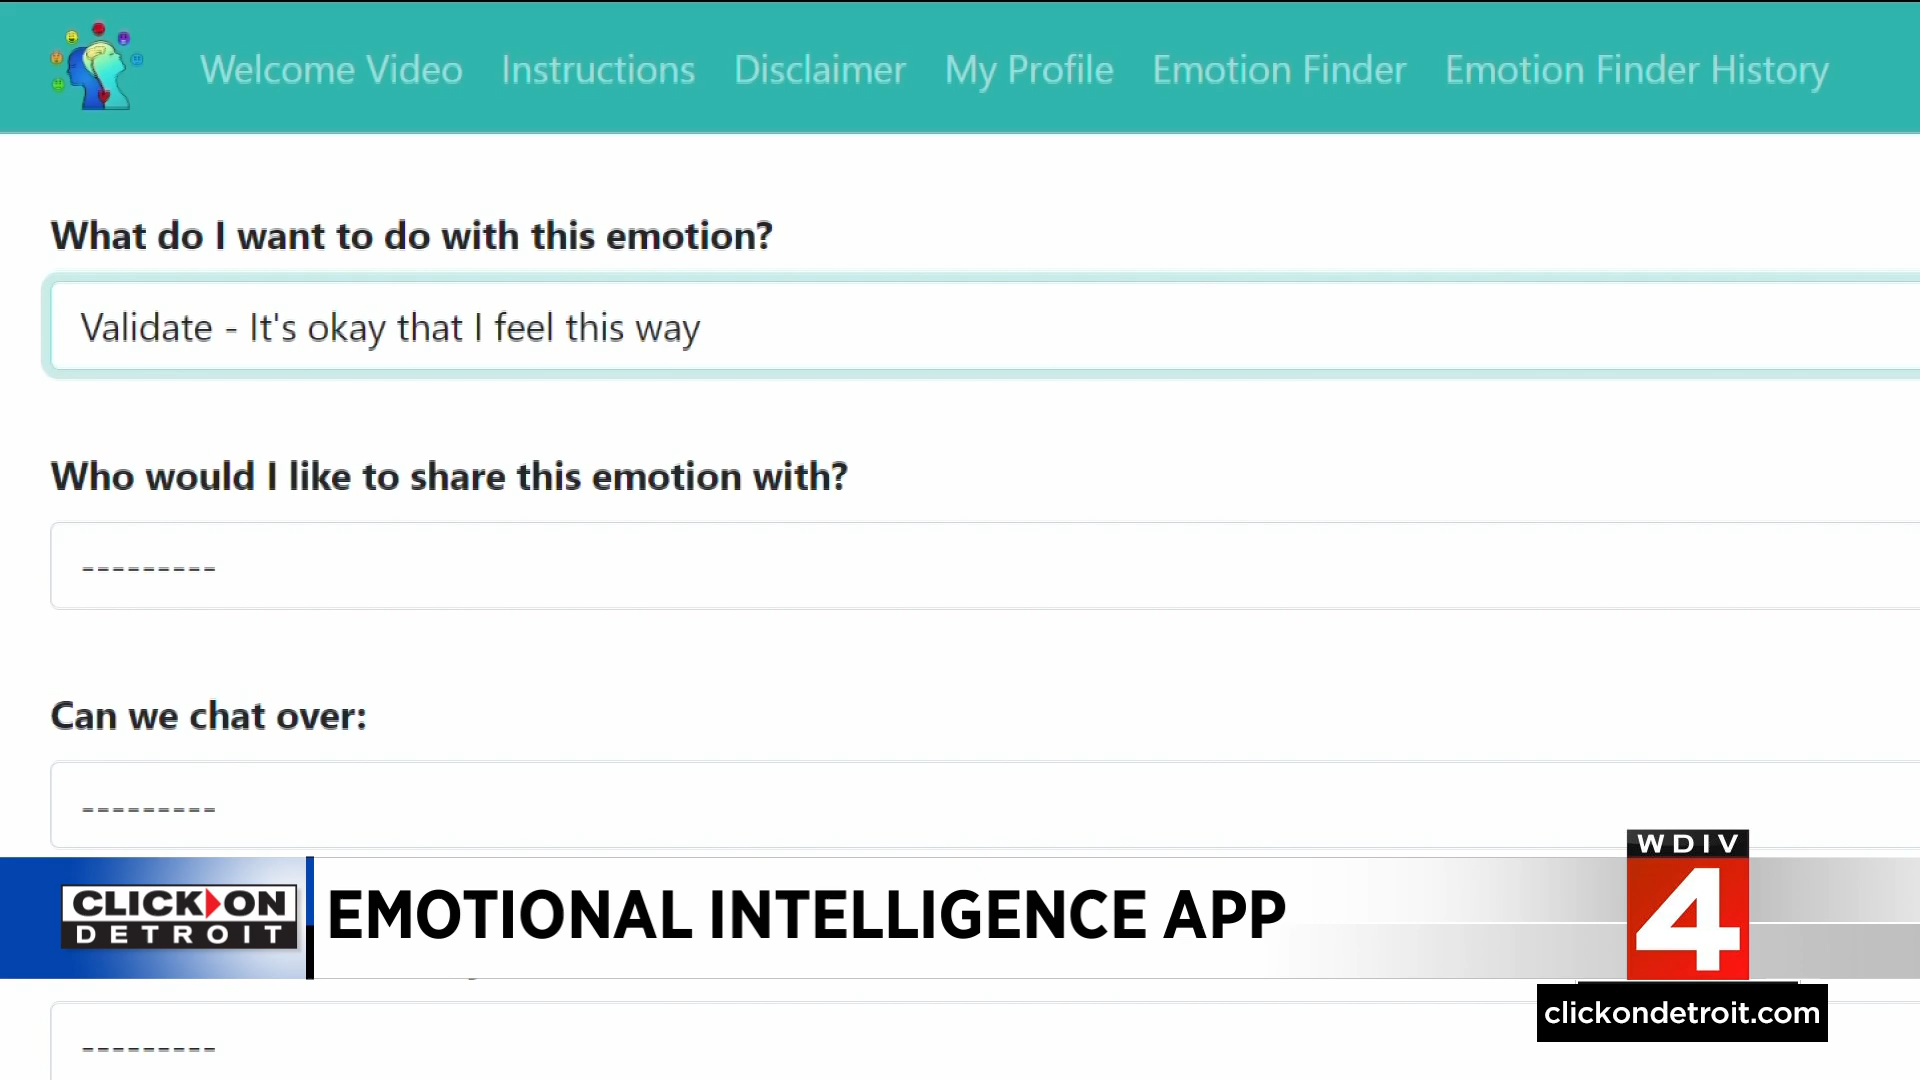 Welcome Video Instructions Disclaimer My Profile Emotion Finder Emotion Finder History
What do I want to do with this emotion?
Validate - It's okay that I feel this way
Who would I like to share this emotion with?
---------
Can we chat over:
---------
CLICK ON
DETROIT
EMOTIONAL INTELLIGENCE APP
WDIV
4
clickondetroit.com
---------